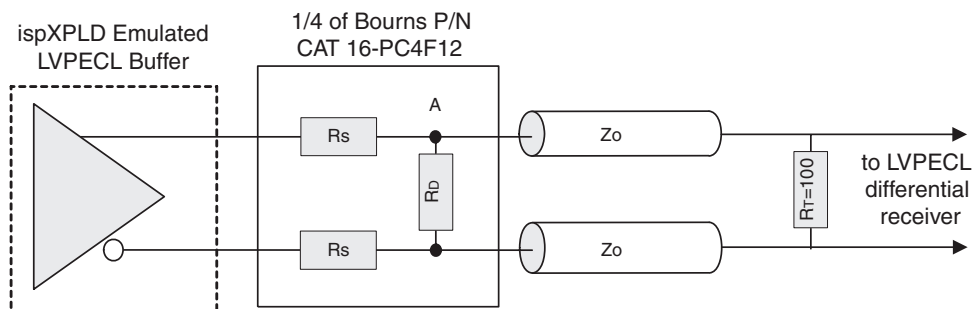 1/4 of Bourns P/N
CAT 16-PC4F12
ispXPLD Emulated
LVPECL Buffer
A
Rs
Zo
RD
RT=100
to LVPECL
differential
receiver
Rs
Zo